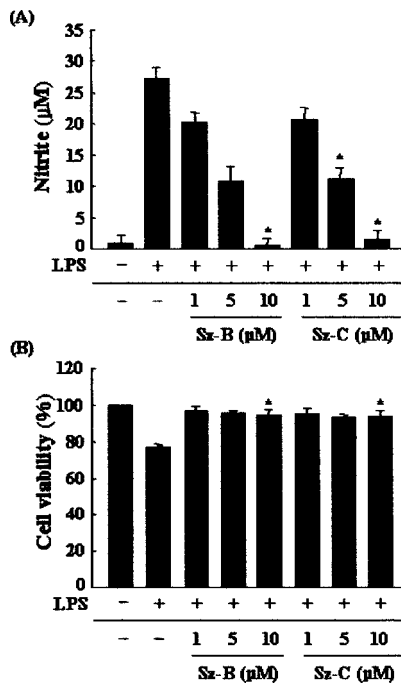 (A)
Nitrite (μM)
35
30
25
20
15
10
5
0
*
*
*
LPS − + + + + + + +
− − 1 5 10 1 5 10
Sz-B (μM) Sz-C (μM)
(B)
Cell viability (%)
120
100
80
60
40
20
0
*
*
LPS − + + + + + + +
− − 1 5 10 1 5 10
Sz-B (μM) Sz-C (μM)